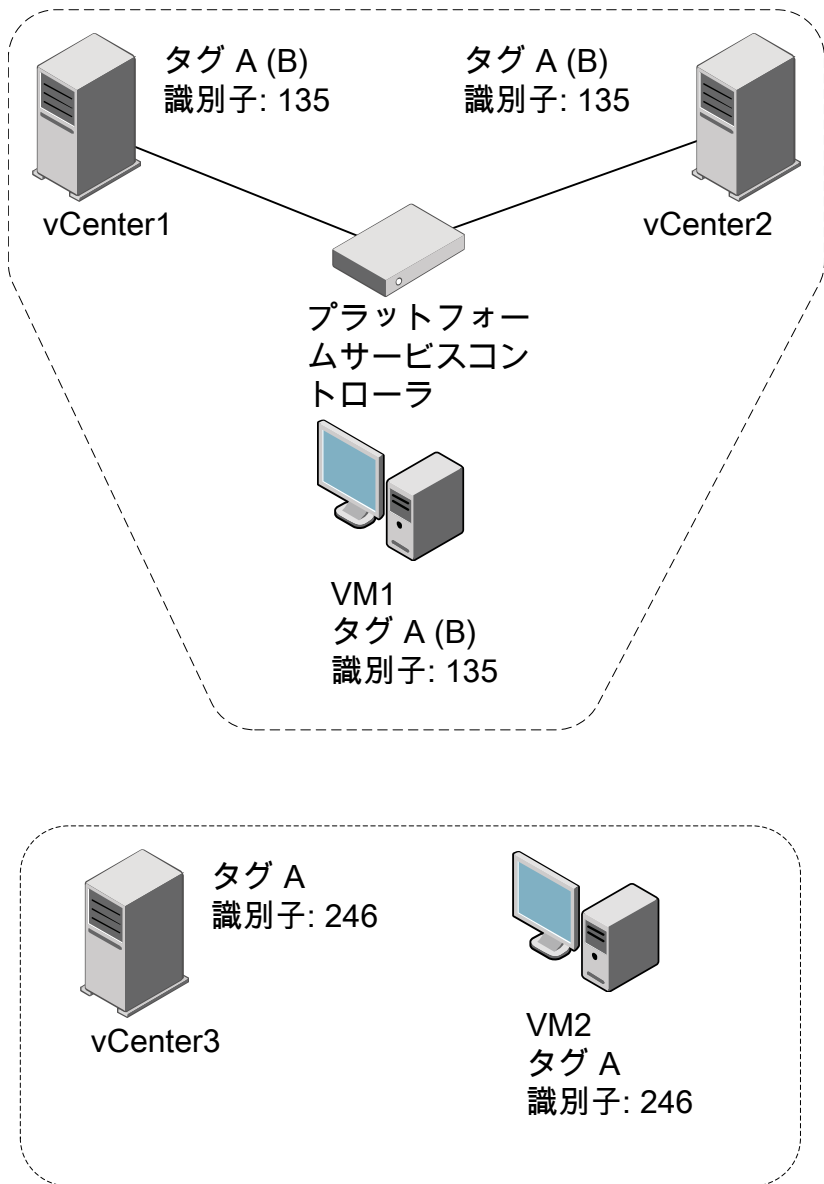 タグ A (B)
識別子: 135
vCenter1
タグ A (B)
識別子: 135
vCenter2
プラットフォー
ムサービスコン
トローラ
VM1
タグ A (B)
識別子: 135
タグ A
識別子: 246
vCenter3
VM2
タグ A
識別子: 246